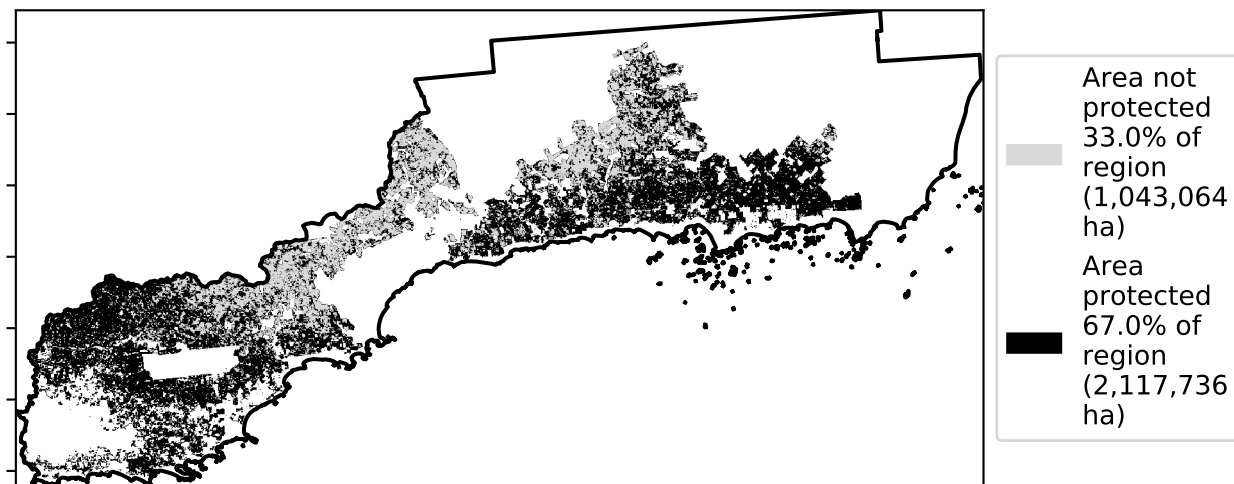 Area not
protected
33.0% of
region
(1,043,064
ha)
Area
protected
67.0% of
region
(2,117,736
ha)